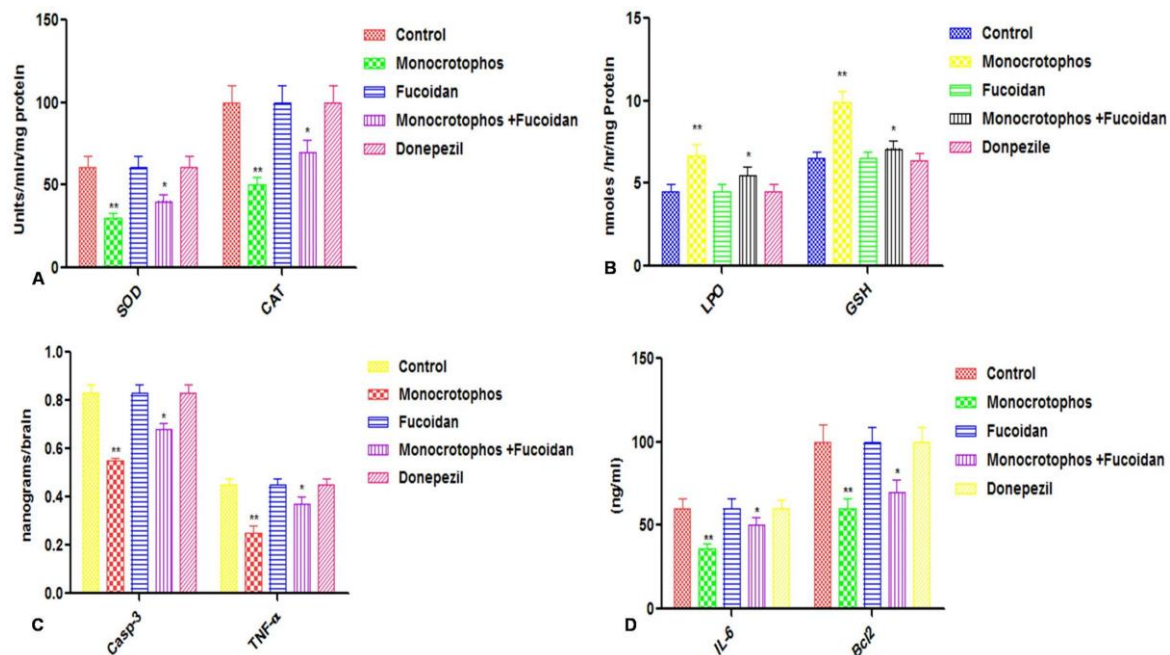 150
100
50
0
Units/min/mg protein
**
*
**
*
SOD
CAT
A
Control
Monocrotophos
Fucoidan
Monocrotophos +Fucoidan
Donepezil
15
10
5
0
nmoles /hr/mg Protein
**
*
**
*
LPO
GSH
B
Control
Monocrotophos
Fucoidan
Monocrotophos +Fucoidan
Donpezile
1.0
0.8
0.6
0.4
0.2
0.0
nanograms/brain
**
*
**
*
Casp-3
TNF-α
C
Control
Monocrotophos
Fucoidan
Monocrotophos +Fucoidan
Donepezil
150
100
50
0
(ng/ml)
**
*
**
*
IL-6
Bcl2
D
Control
Monocrotophos
Fucoidan
Monocrotophos +Fucoidan
Donepezil